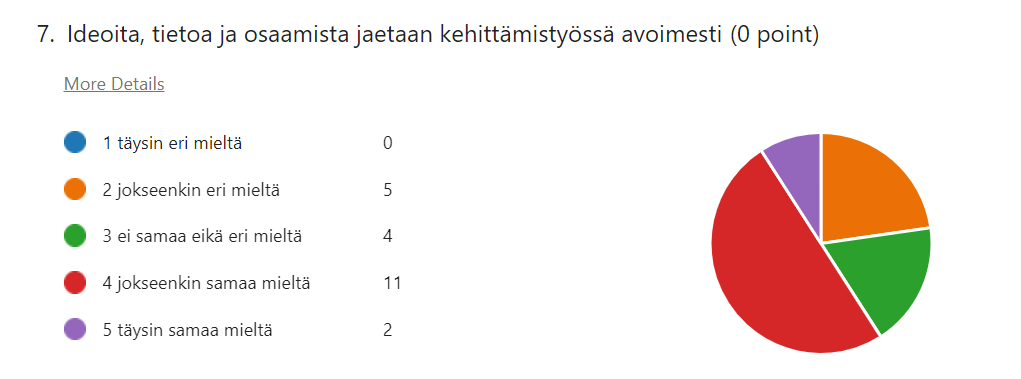 7. Ideoita, tietoa ja osaamista jaetaan kehittämistyössä avoimesti (0 point)
More Details
1 täysin eri mieltä 0
2 jokseenkin eri mieltä 5
3 ei samaa eikä eri mieltä 4
4 jokseenkin samaa mieltä 11
5 täysin samaa mieltä 2